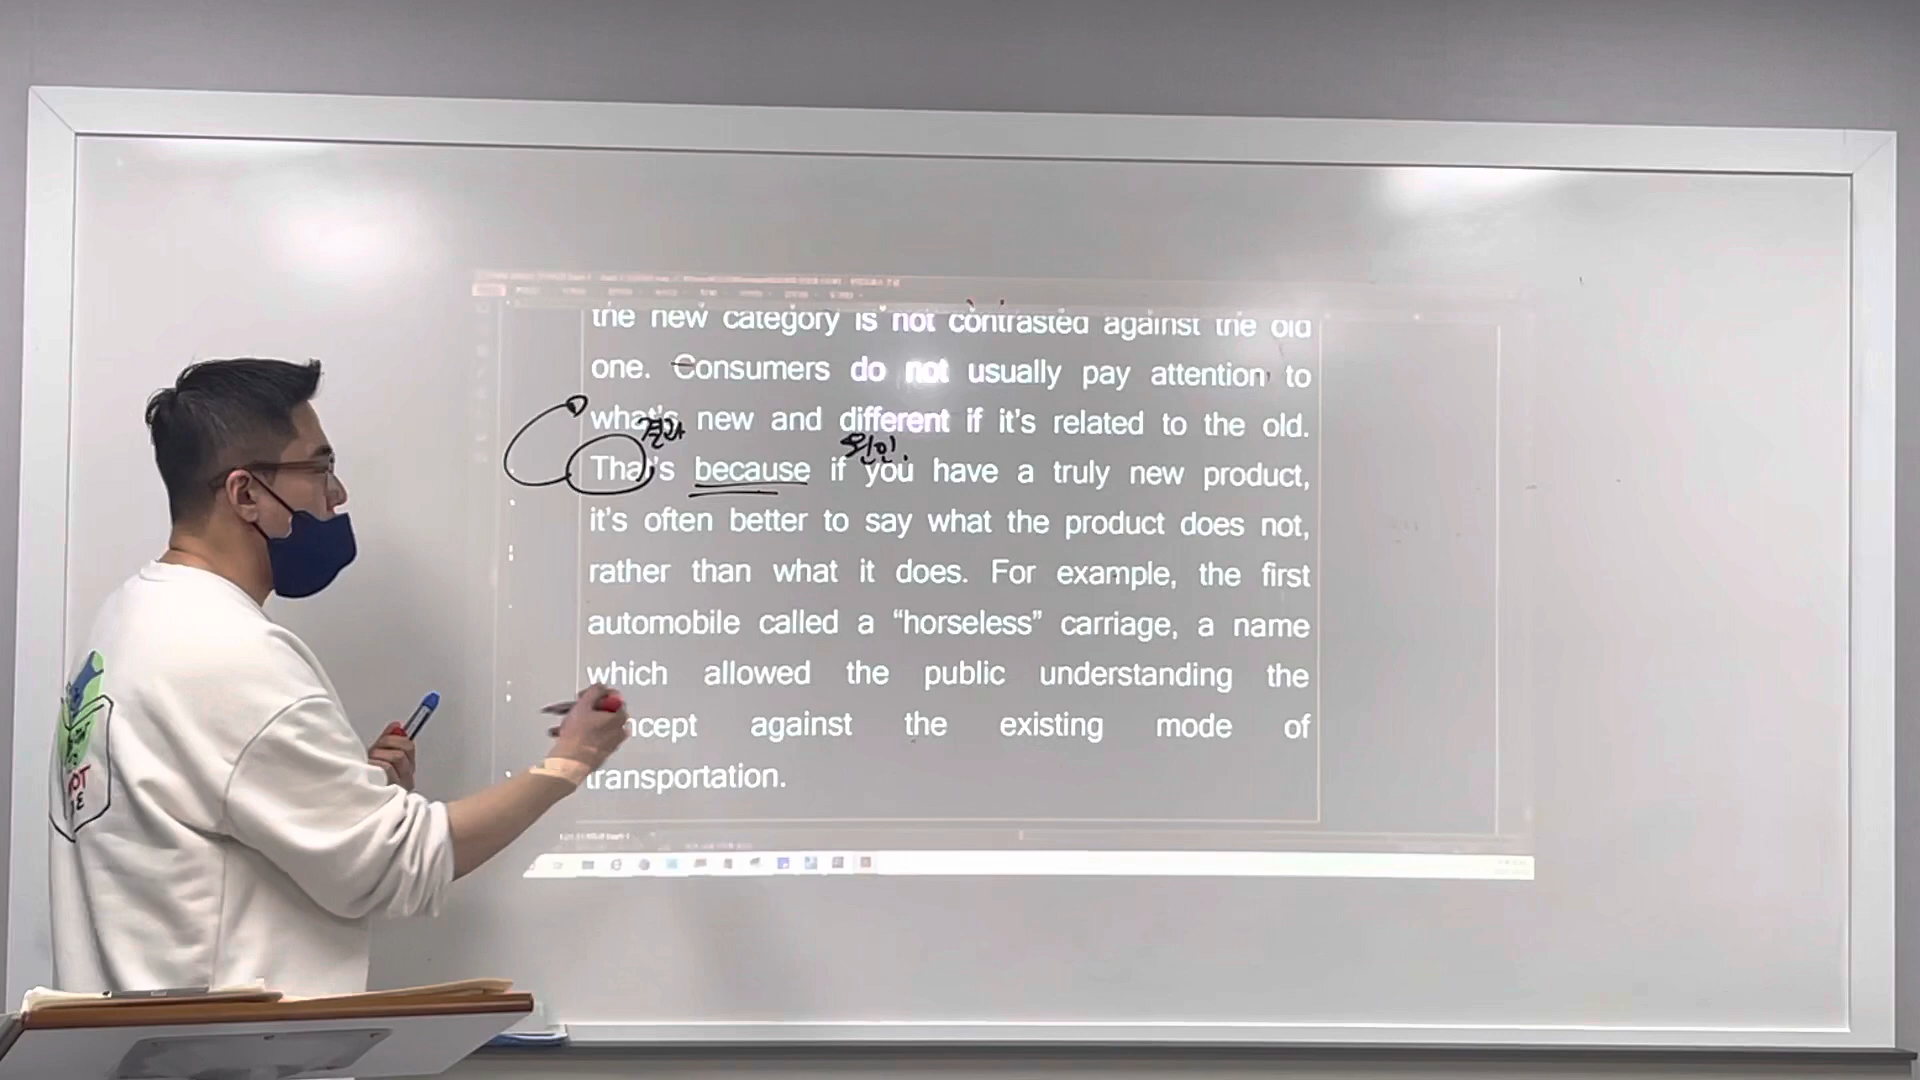 the new category is not contrasted against the old
one. Consumers do not usually pay attention to
what's new and different if it's related to the old.
결과
원인.
That's because if you have a truly new product,
it's often better to say what the product does not,
rather than what it does. For example, the first
automobile called a “horseless” carriage, a name
which allowed the public understanding the
ncept against the existing mode of
transportation.